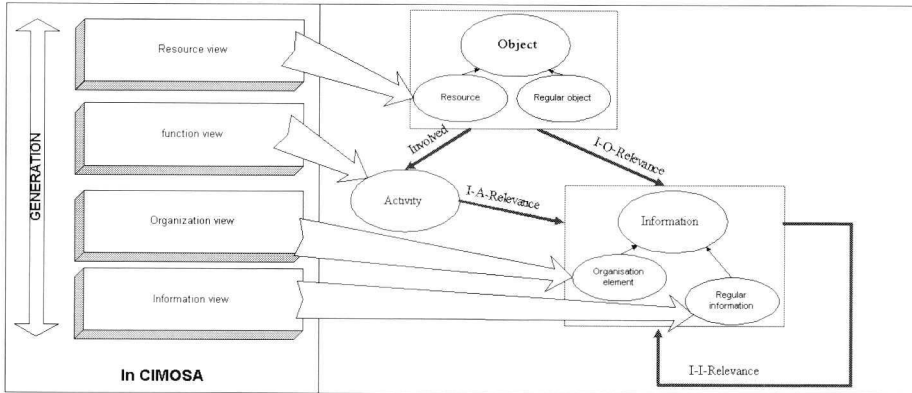 GENERATION
Resource view
function view
Organization view
Information view
In CIMOSA
Object
Resource
Regular object
Involved
I-O-Relevance
Activity
I-A-Relevance
Information
Organisation
element
Regular
information
I-I-Relevance